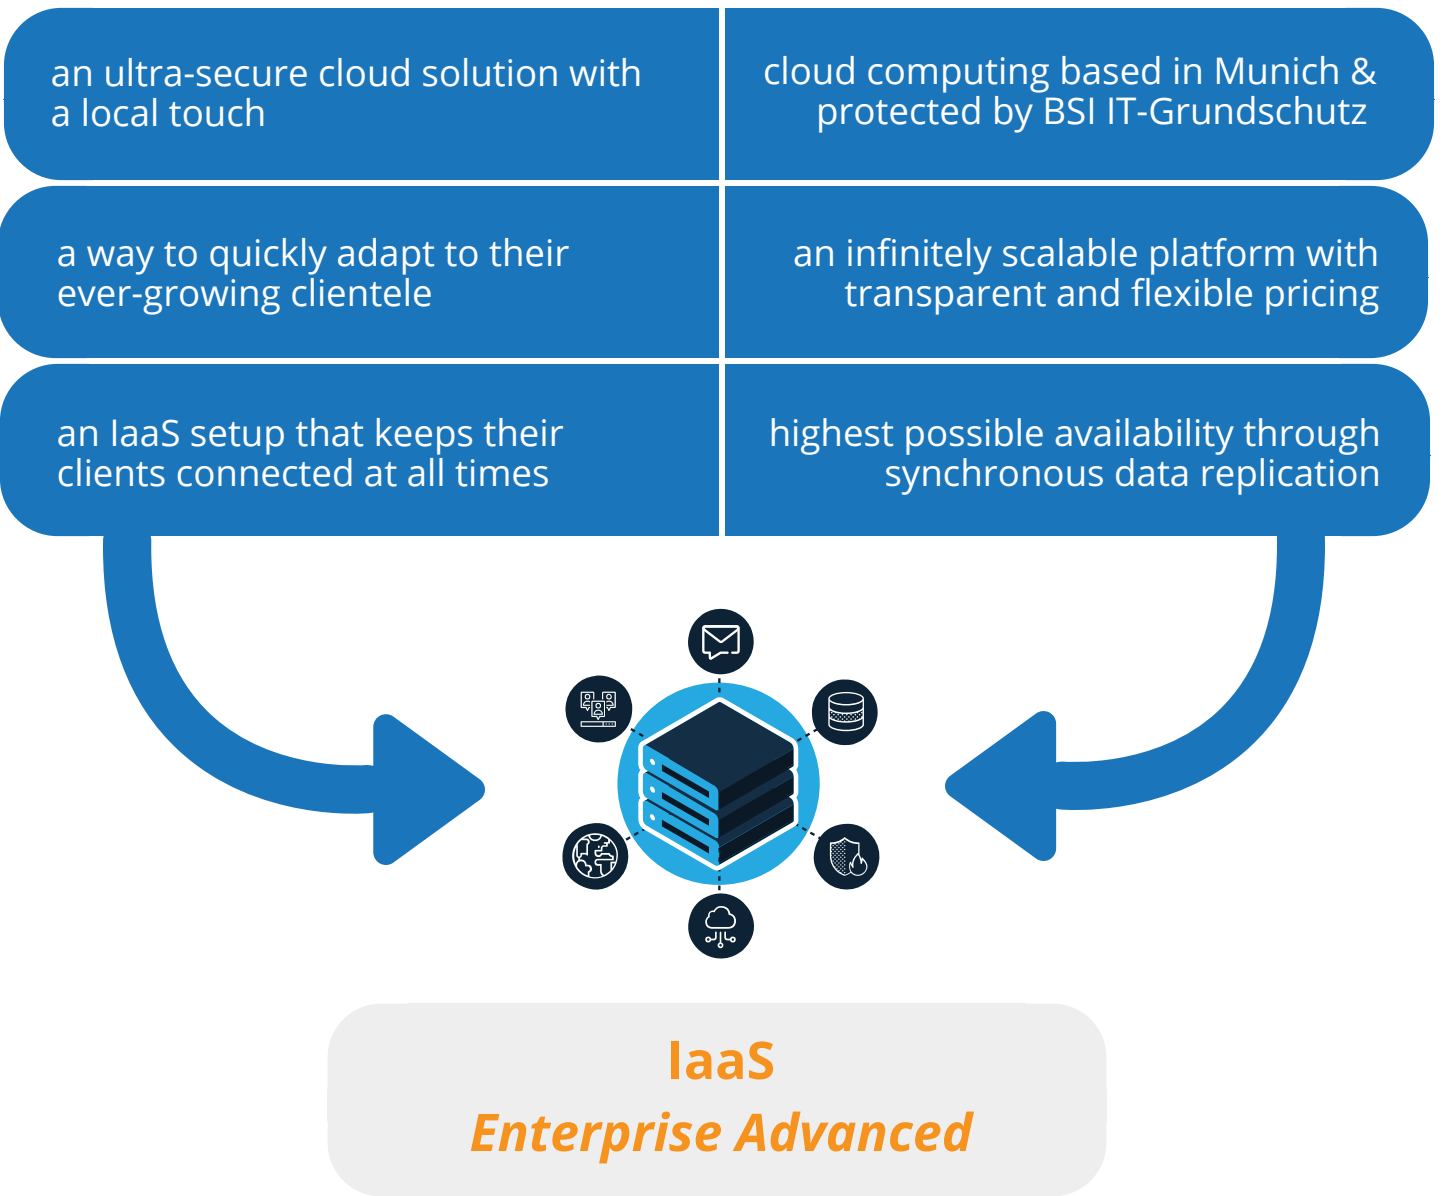 an ultra-secure cloud solution with
a local touch
cloud computing based in Munich &
protected by BSI IT-Grundschutz
a way to quickly adapt to their
ever-growing clientele
an infinitely scalable platform with
transparent and flexible pricing
an IaaS setup that keeps their
clients connected at all times
highest possible availability through
synchronous data replication
IaaS
Enterprise Advanced